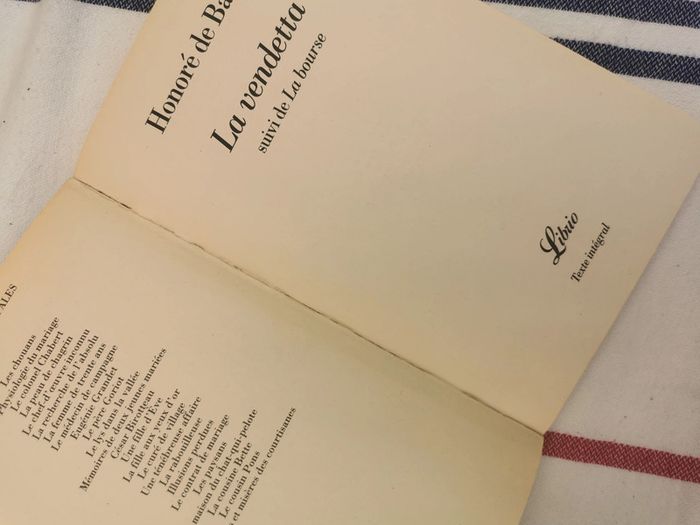 Honoré de Ba
La vendetta
suivi de La bourse
Librio
Texte intégral
ALES
Les chouans
Physiologie du mariage
Le colonel Chabert
La peau de chagrin
Le chef-d'œuvre inconnu
La recherche de l'absolu
La femme de trente ans
Le médecin de campagne
Eugénie Grandet
Le père Goriot
Le lys dans la vallée
Mémoires de deux jeunes mariées
César Birotteau
Une fille d'Ève
La fille aux yeux d'or
Le curé de village
Une ténébreuse affaire
La rabouilleuse
Illusions perdues
Le contrat de mariage
Les paysans
maison du chat-qui-pelote
La cousine Bette
Le cousin Pons
et misères des courtisanes